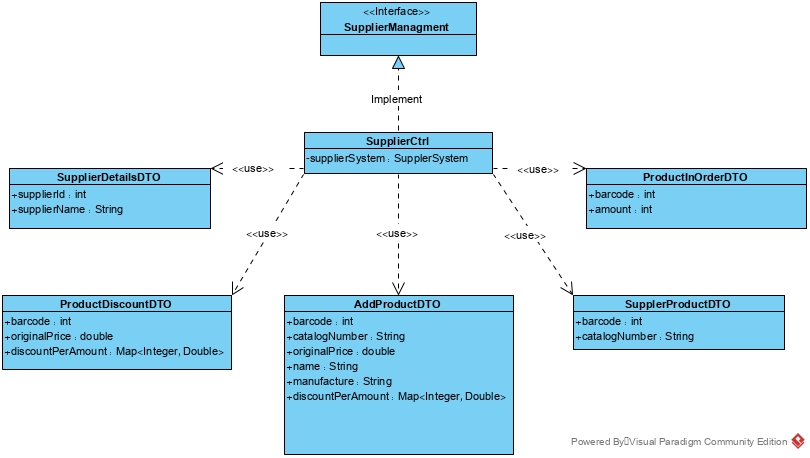 <<Interface>>
SupplierManagment
Implement
SupplierCtrl
-supplierSystem : SupplerSystem
<<use>>
<<use>>
<<use>>
<<use>>
<<use>>
SupplierDetailsDTO
+supplierId : int
+supplierName : String
ProductInOrderDTO
+barcode : int
+amount : int
ProductDiscountDTO
+barcode : int
+originalPrice : double
+discountPerAmount : Map<Integer, Double>
AddProductDTO
+barcode : int
+catalogNumber : String
+originalPrice : double
+name : String
+manufacture : String
+discountPerAmount : Map<Integer, Double>
SupplerProductDTO
+barcode : int
+catalogNumber : String
Powered By Visual Paradigm Community Edition